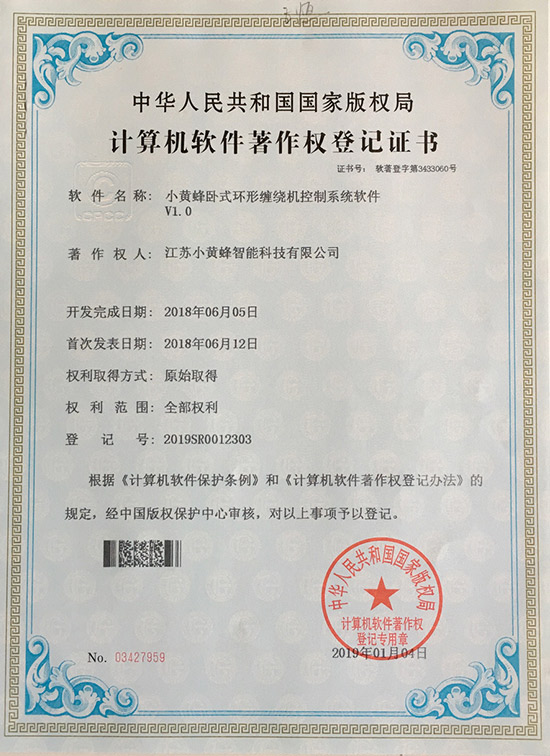 中华人民共和国国家版权局
计算机软件著作权登记证书
证书号： 软著登字第3433060号
CPCC
软件名称： 小黄蜂卧式环形缠绕机控制系统软件
V1.0
著作权人： 江苏小黄蜂智能科技有限公司
开发完成日期： 2018年06月05日
首次发表日期： 2018年06月12日
权利取得方式： 原始取得
权利范围： 全部权利
登记号： 2019SR0012303
根据《计算机软件保护条例》和《计算机软件著作权登记办法》的
规定，经中国版权保护中心审核，对以上事项予以登记。
中华人民共和国国家版权局
计算机软件著作权
登记专用章
No. 03427959
2019年01月04日